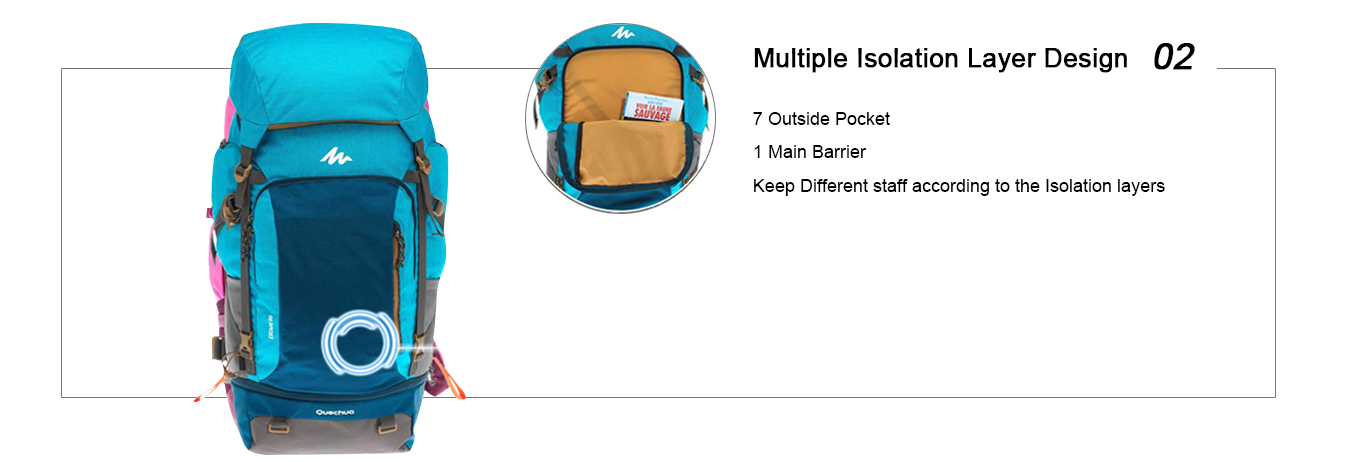 Multiple Isolation Layer Design 02
7 Outside Pocket
1 Main Barrier
Keep Different staff according to the Isolation layers
VOIR LA FAUNE
SAUVAGE
Quechua